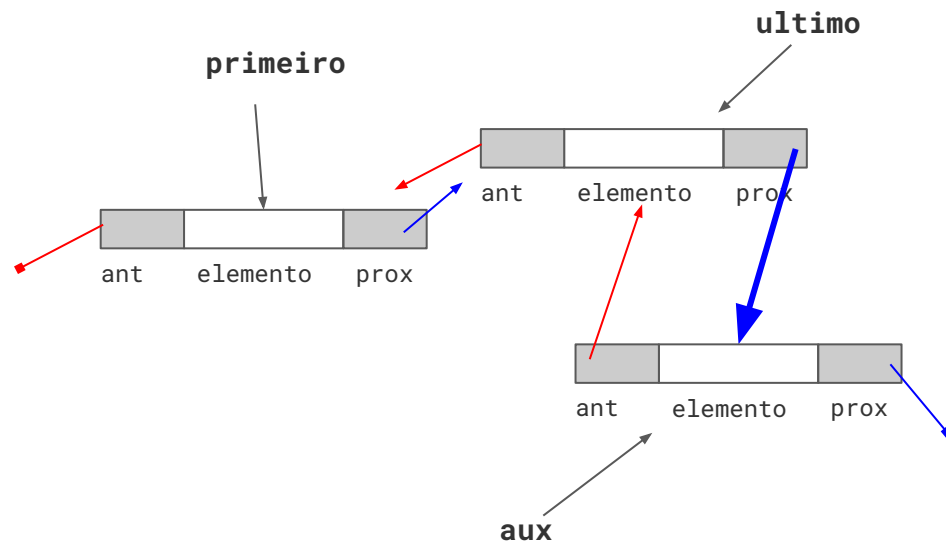 ultimo
primeiro
ant elemento prox
ant elemento prox
ant elemento prox
aux